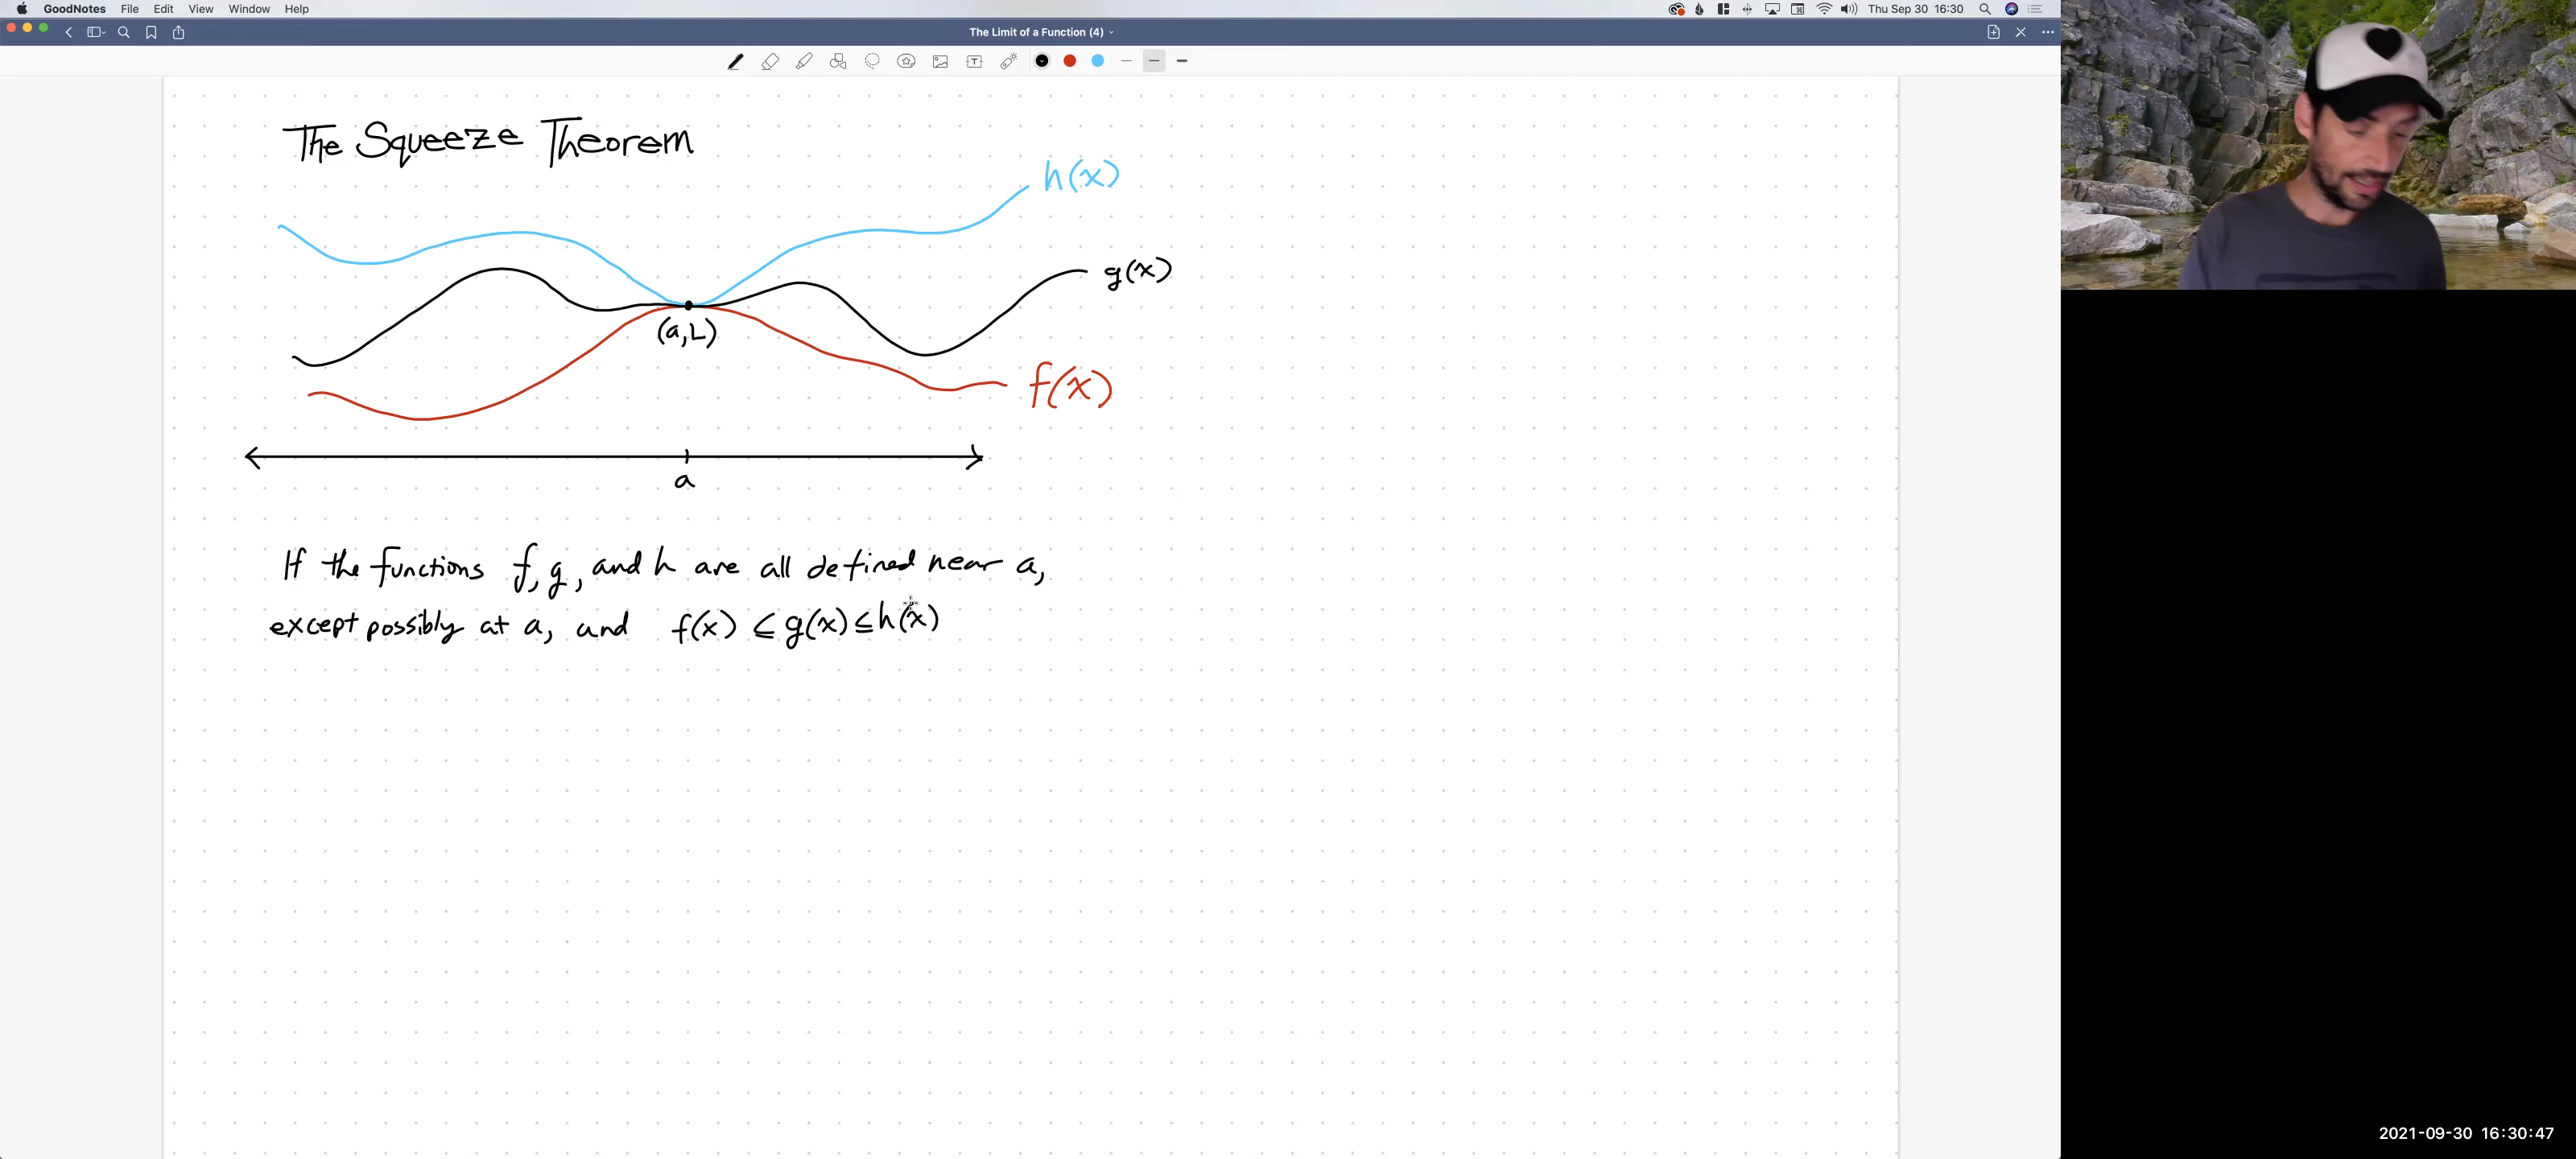 GoodNotes File Edit View Window Help Thu Sep 30 16:30
The Limit of a Function (4)
The Squeeze Theorem
h(x)
g(x)
(a,L)
f(x)
a
If the functions f, g, and h are all defined near a,
except possibly at a, and f(x) ≤ g(x) ≤ h(x)
2021-09-30 16:30:47